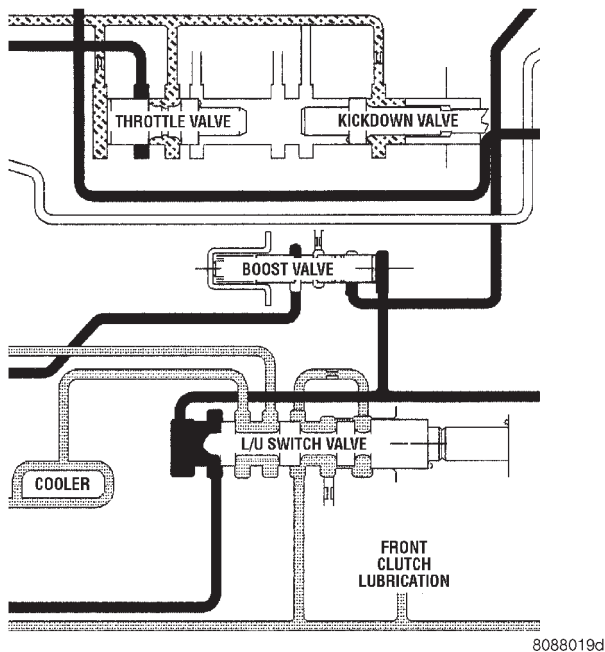 THROTTLE VALVE
KICKDOWN VALVE
BOOST VALVE
L/U SWITCH VALVE
COOLER
FRONT
CLUTCH
LUBRICATION
8088019d